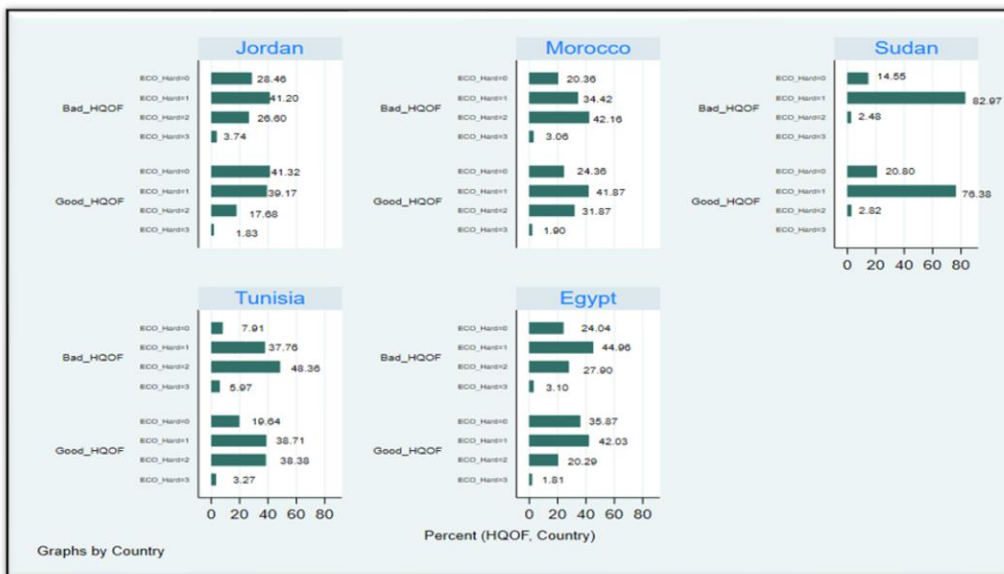 Jordan
Bad_HQOF
ECO_Hard=0 28.46
ECO_Hard=1 41.20
ECO_Hard=2 26.60
ECO_Hard=3 3.74
Good_HQOF
ECO_Hard=0 41.32
ECO_Hard=1 39.17
ECO_Hard=2 17.68
ECO_Hard=3 1.83
Morocco
Bad_HQOF
ECO_Hard=0 20.36
ECO_Hard=1 34.42
ECO_Hard=2 42.16
ECO_Hard=3 3.06
Good_HQOF
ECO_Hard=0 24.36
ECO_Hard=1 41.87
ECO_Hard=2 31.87
ECO_Hard=3 1.90
Sudan
Bad_HQOF
ECO_Hard=0 14.55
ECO_Hard=1 82.97
ECO_Hard=2 2.48
ECO_Hard=3
Good_HQOF
ECO_Hard=0 20.80
ECO_Hard=1 76.38
ECO_Hard=2 2.82
ECO_Hard=3
0 20 40 60 80
Tunisia
Bad_HQOF
ECO_Hard=0 7.91
ECO_Hard=1 37.76
ECO_Hard=2 48.36
ECO_Hard=3 5.97
Good_HQOF
ECO_Hard=0 19.64
ECO_Hard=1 38.71
ECO_Hard=2 38.38
ECO_Hard=3 3.27
0 20 40 60 80
Egypt
Bad_HQOF
ECO_Hard=0 24.04
ECO_Hard=1 44.96
ECO_Hard=2 27.90
ECO_Hard=3 3.10
Good_HQOF
ECO_Hard=0 35.87
ECO_Hard=1 42.03
ECO_Hard=2 20.29
ECO_Hard=3 1.81
0 20 40 60 80
Percent (HQOF, Country)
Graphs by Country